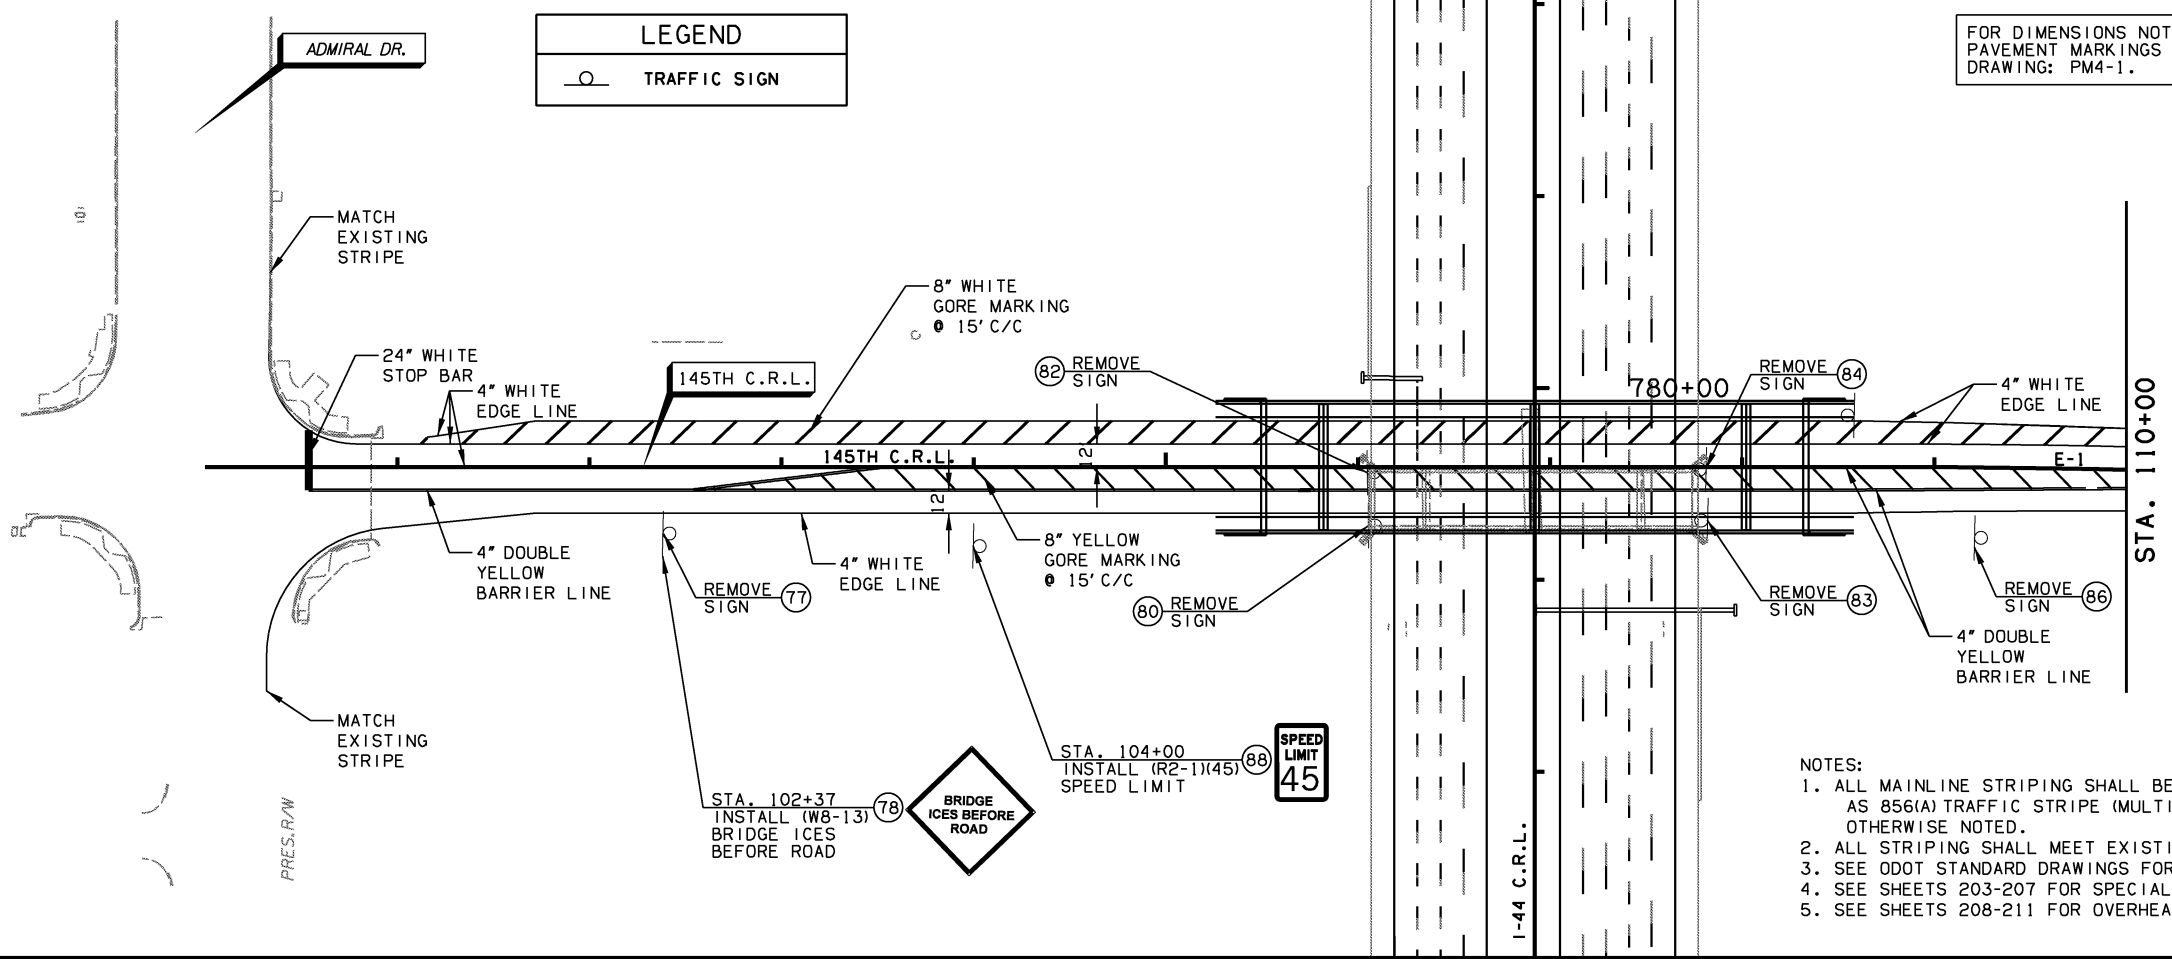 ADMIRAL DR.
LEGEND
TRAFFIC SIGN
FOR DIMENSIONS NOT
PAVEMENT MARKINGS
DRAWING: PM4-1.
MATCH
EXISTING
STRIPE
8" WHITE
GORE MARKING
@ 15' C/C
24" WHITE
STOP BAR
4" WHITE
EDGE LINE
145TH C.R.L.
82
REMOVE
SIGN
780+00
REMOVE
SIGN
84
4" WHITE
EDGE LINE
STA. 110+00
145TH C.R.L.
12'
12'
E-1
4" DOUBLE
YELLOW
BARRIER LINE
REMOVE
SIGN
77
4" WHITE
EDGE LINE
8" YELLOW
GORE MARKING
@ 15' C/C
80
REMOVE
SIGN
REMOVE
SIGN
83
REMOVE
SIGN
86
4" DOUBLE
YELLOW
BARRIER LINE
MATCH
EXISTING
STRIPE
PRES.R/W
STA. 102+37
INSTALL (W8-13)
BRIDGE ICES
BEFORE ROAD
78
BRIDGE
ICES BEFORE
ROAD
STA. 104+00
INSTALL (R2-1)(45)
SPEED LIMIT
88
SPEED
LIMIT
45
I-44 C.R.L.
NOTES:
1. ALL MAINLINE STRIPING SHALL BE
AS 856(A) TRAFFIC STRIPE (MULTI
OTHERWISE NOTED.
2. ALL STRIPING SHALL MEET EXISTI
3. SEE ODOT STANDARD DRAWINGS FOR
4. SEE SHEETS 203-207 FOR SPECIAL
5. SEE SHEETS 208-211 FOR OVERHEA